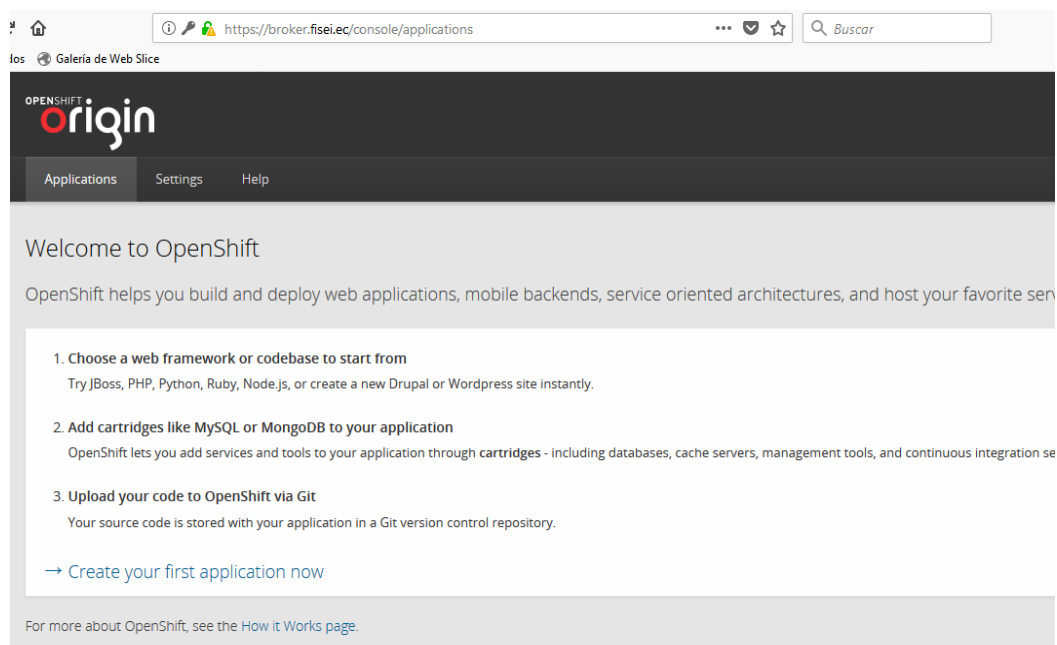 https://broker.fisei.ec/console/applications
Buscar
Galería de Web Slice
OPENSHIFT
origin
Applications Settings Help
Welcome to OpenShift
OpenShift helps you build and deploy web applications, mobile backends, service oriented architectures, and host your favorite
1. Choose a web framework or codebase to start from
Try JBoss, PHP, Python, Ruby, Node.js, or create a new Drupal or Wordpress site instantly.
2. Add cartridges like MySQL or MongoDB to your application
OpenShift lets you add services and tools to your application through cartridges - including databases, cache servers, management tools, and continuous integration
3. Upload your code to OpenShift via Git
Your source code is stored with your application in a Git version control repository.
→ Create your first application now
For more about OpenShift, see the How it Works page.